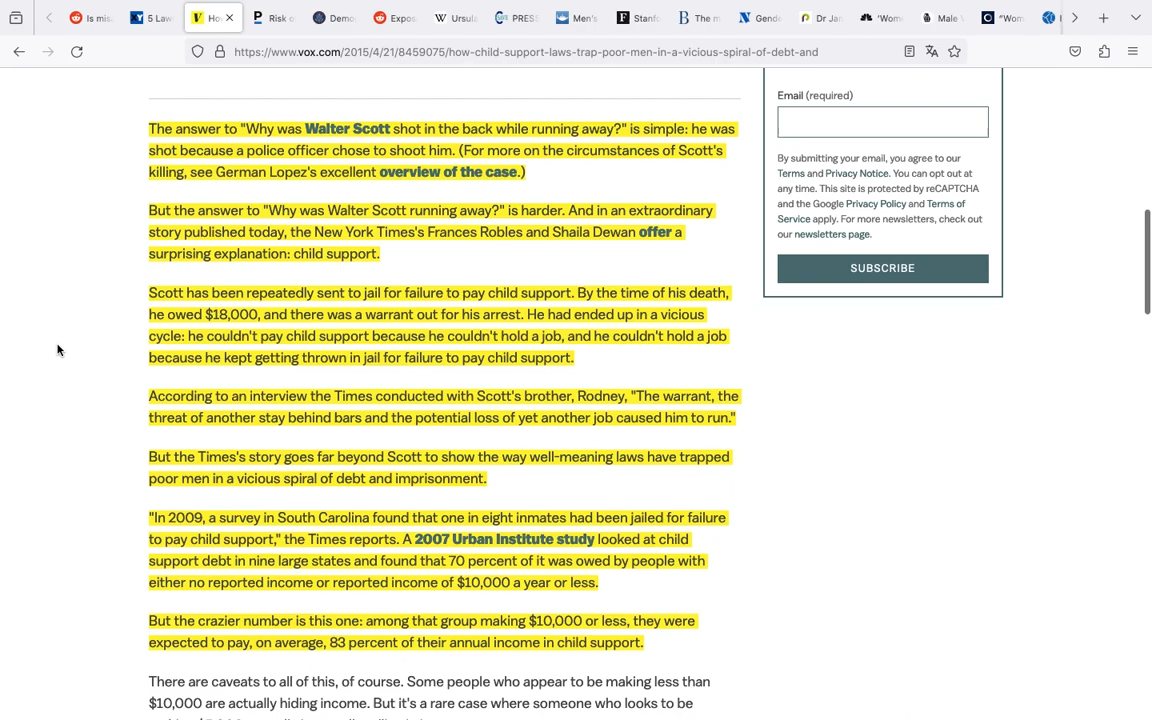 Is mis
5 Law
Ho
Risk o
Demo
Expos
Ursula
PRESS
Men's
Stanf
The m
Gende
Dr Jan
'Wom
Male V
"Wom
https://www.vox.com/2015/4/21/8459075/how-child-support-laws-trap-poor-men-in-a-vicious-spiral-of-debt-and
The answer to "Why was Walter Scott shot in the back while running away?" is simple: he was
shot because a police officer chose to shoot him. (For more on the circumstances of Scott's
killing, see German Lopez's excellent overview of the case.)
But the answer to "Why was Walter Scott running away?" is harder. And in an extraordinary
story published today, the New York Times's Frances Robles and Shaila Dewan offer a
surprising explanation: child support.
Scott has been repeatedly sent to jail for failure to pay child support. By the time of his death,
he owed $18,000, and there was a warrant out for his arrest. He had ended up in a vicious
cycle: he couldn't pay child support because he couldn't hold a job, and he couldn't hold a job
because he kept getting thrown in jail for failure to pay child support.
According to an interview the Times conducted with Scott's brother, Rodney, "The warrant, the
threat of another stay behind bars and the potential loss of yet another job caused him to run."
But the Times's story goes far beyond Scott to show the way well-meaning laws have trapped
poor men in a vicious spiral of debt and imprisonment.
"In 2009, a survey in South Carolina found that one in eight inmates had been jailed for failure
to pay child support," the Times reports. A 2007 Urban Institute study looked at child
support debt in nine large states and found that 70 percent of it was owed by people with
either no reported income or reported income of $10,000 a year or less.
But the crazier number is this one: among that group making $10,000 or less, they were
expected to pay, on average, 83 percent of their annual income in child support.
There are caveats to all of this, of course. Some people who appear to be making less than
$10,000 are actually hiding income. But it's a rare case where someone who looks to be
Email (required)
By submitting your email, you agree to our
Terms and Privacy Notice. You can opt out at
any time. This site is protected by reCAPTCHA
and the Google Privacy Policy and Terms of
Service apply. For more newsletters, check out
our newsletters page.
SUBSCRIBE